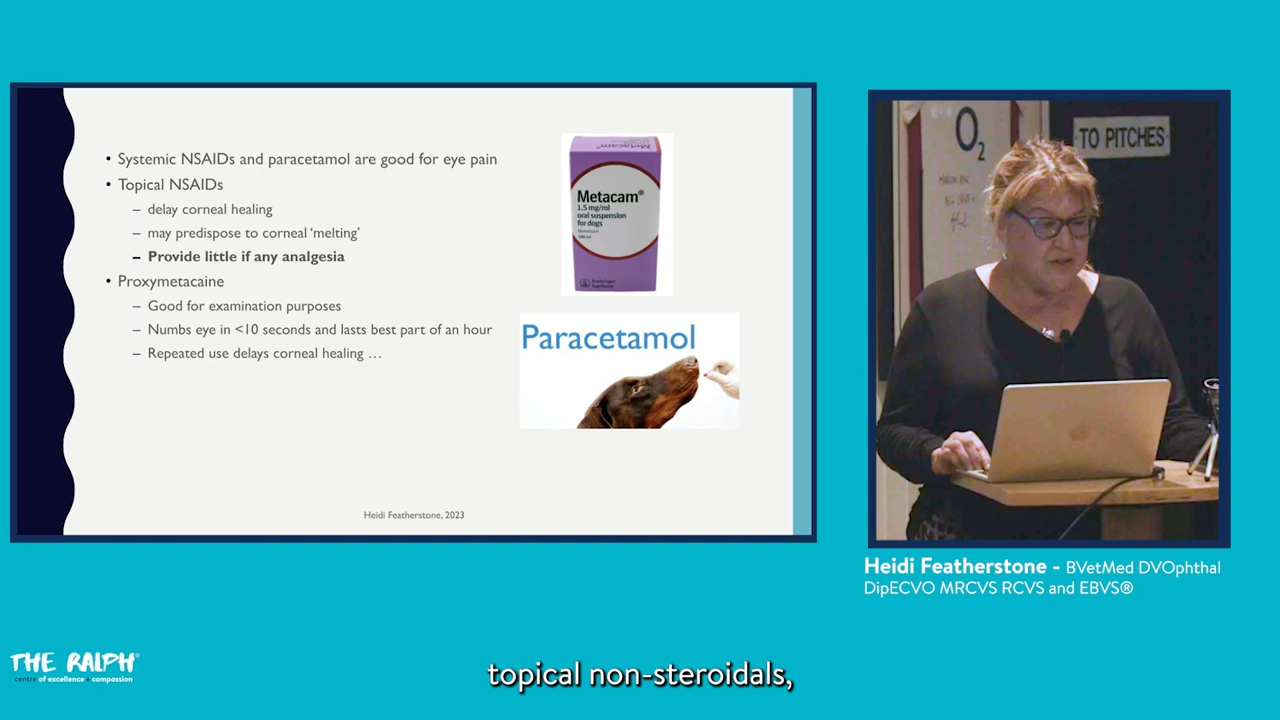 • Systemic NSAIDs and paracetamol are good for eye pain
• Topical NSAIDs
– delay corneal healing
– may predispose to corneal ‘melting’
– Provide little if any analgesia
• Proxymetacaine
– Good for examination purposes
– Numbs eye in <10 seconds and lasts best part of an hour
– Repeated use delays corneal healing …
Metacam
Metacam®
1.5 mg/ml
oral suspension
for dogs
Paracetamol
Heidi Featherstone, 2023
O2
TO PITCHES
Heidi Featherstone - BVetMed DVOphthal
DipECVO MRCVS RCVS and EBVS®
THE RALPH
centre of excellence + compassion
topical non-steroidals,